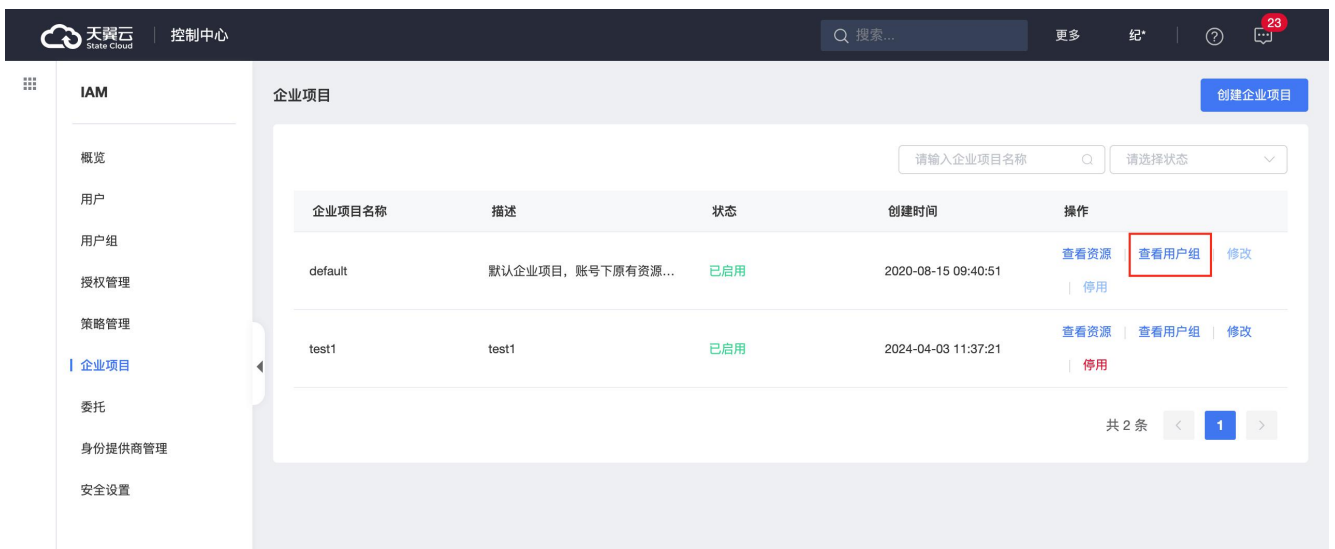 天翼云
State Cloud
控制中心
搜索...
更多
纪*
23
IAM
概览
用户
用户组
授权管理
策略管理
企业项目
委托
身份提供商管理
安全设置
企业项目
创建企业项目
请输入企业项目名称
请选择状态
企业项目名称 描述 状态 创建时间 操作
default 默认企业项目，账号下原有资源... 已启用 2020-08-15 09:40:51 查看资源 查看用户组 修改
停用
test1 test1 已启用 2024-04-03 11:37:21 查看资源 查看用户组 修改
停用
共 2 条 < 1 >